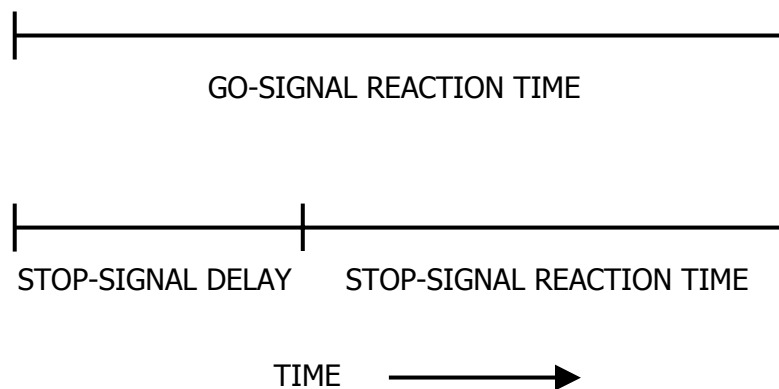 GO-SIGNAL REACTION TIME
STOP-SIGNAL DELAY STOP-SIGNAL REACTION TIME
TIME